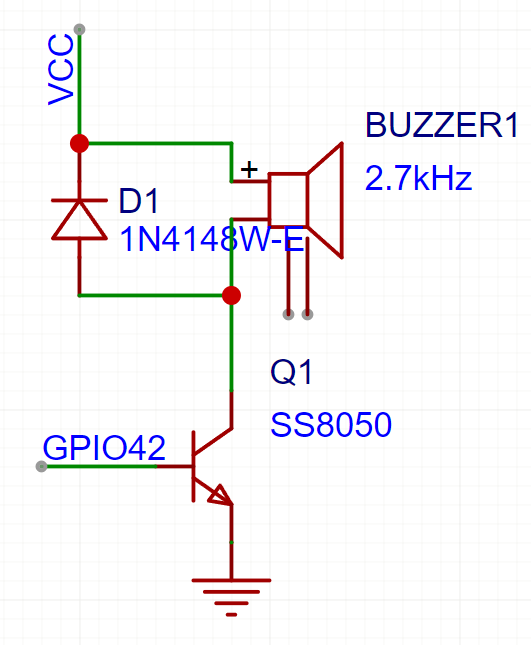 VCC
BUZZER1
+
2.7kHz
D1
1N4148W-E
Q1
SS8050
GPIO42